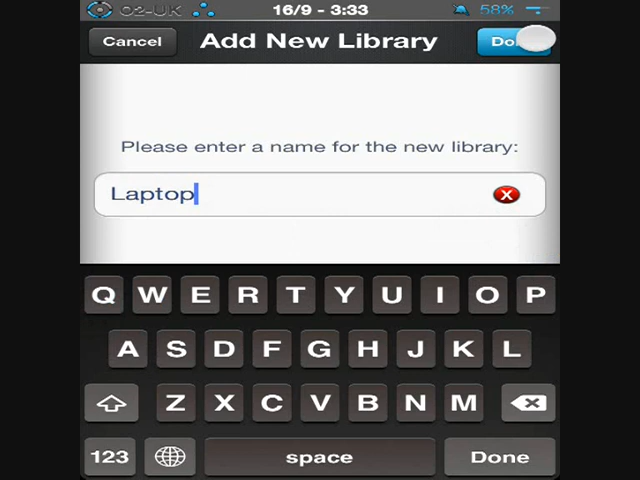 O2-UK 16/9 - 3:33 58%
Cancel Add New Library
Please enter a name for the new library:
Laptop
Q W E R T Y U I O P
A S D F G H J K L
Z X C V B N M
123 space Done